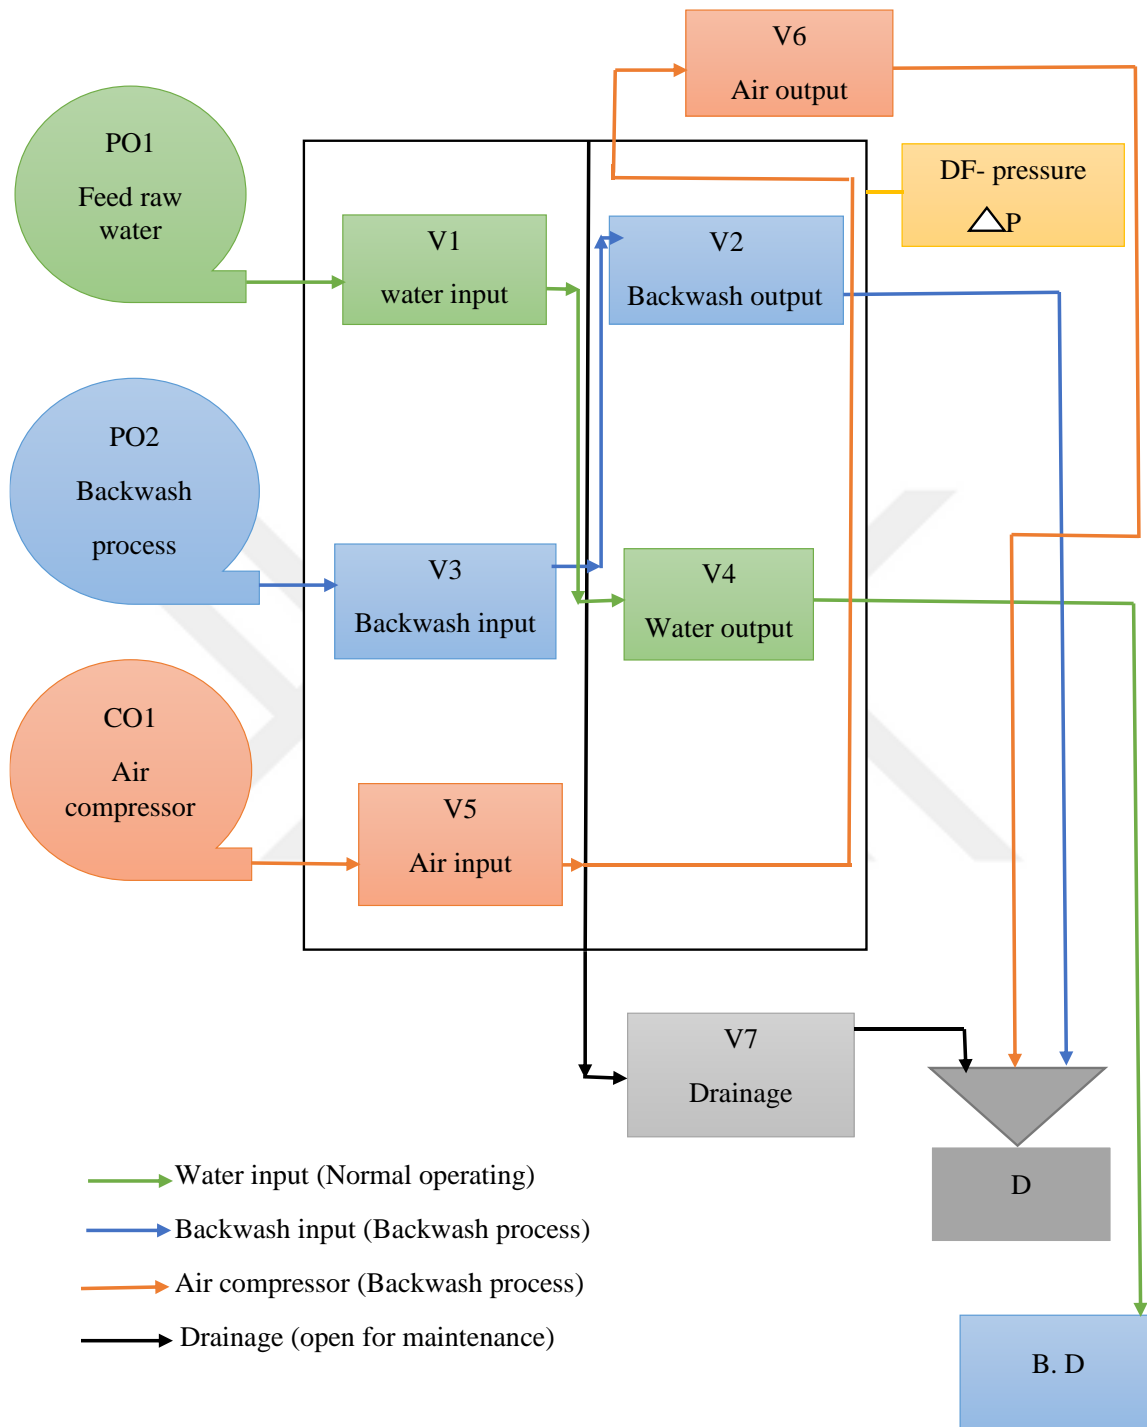 V6
Air output
PO1
Feed raw
water
DF- pressure
P
V1
water input
V2
Backwash output
PO2
Backwash
process
V3
Backwash input
V4
Water output
CO1
Air
compressor
V5
Air input
V7
Drainage
D
Water input (Normal operating)
Backwash input (Backwash process)
Air compressor (Backwash process)
Drainage (open for maintenance)
B. D